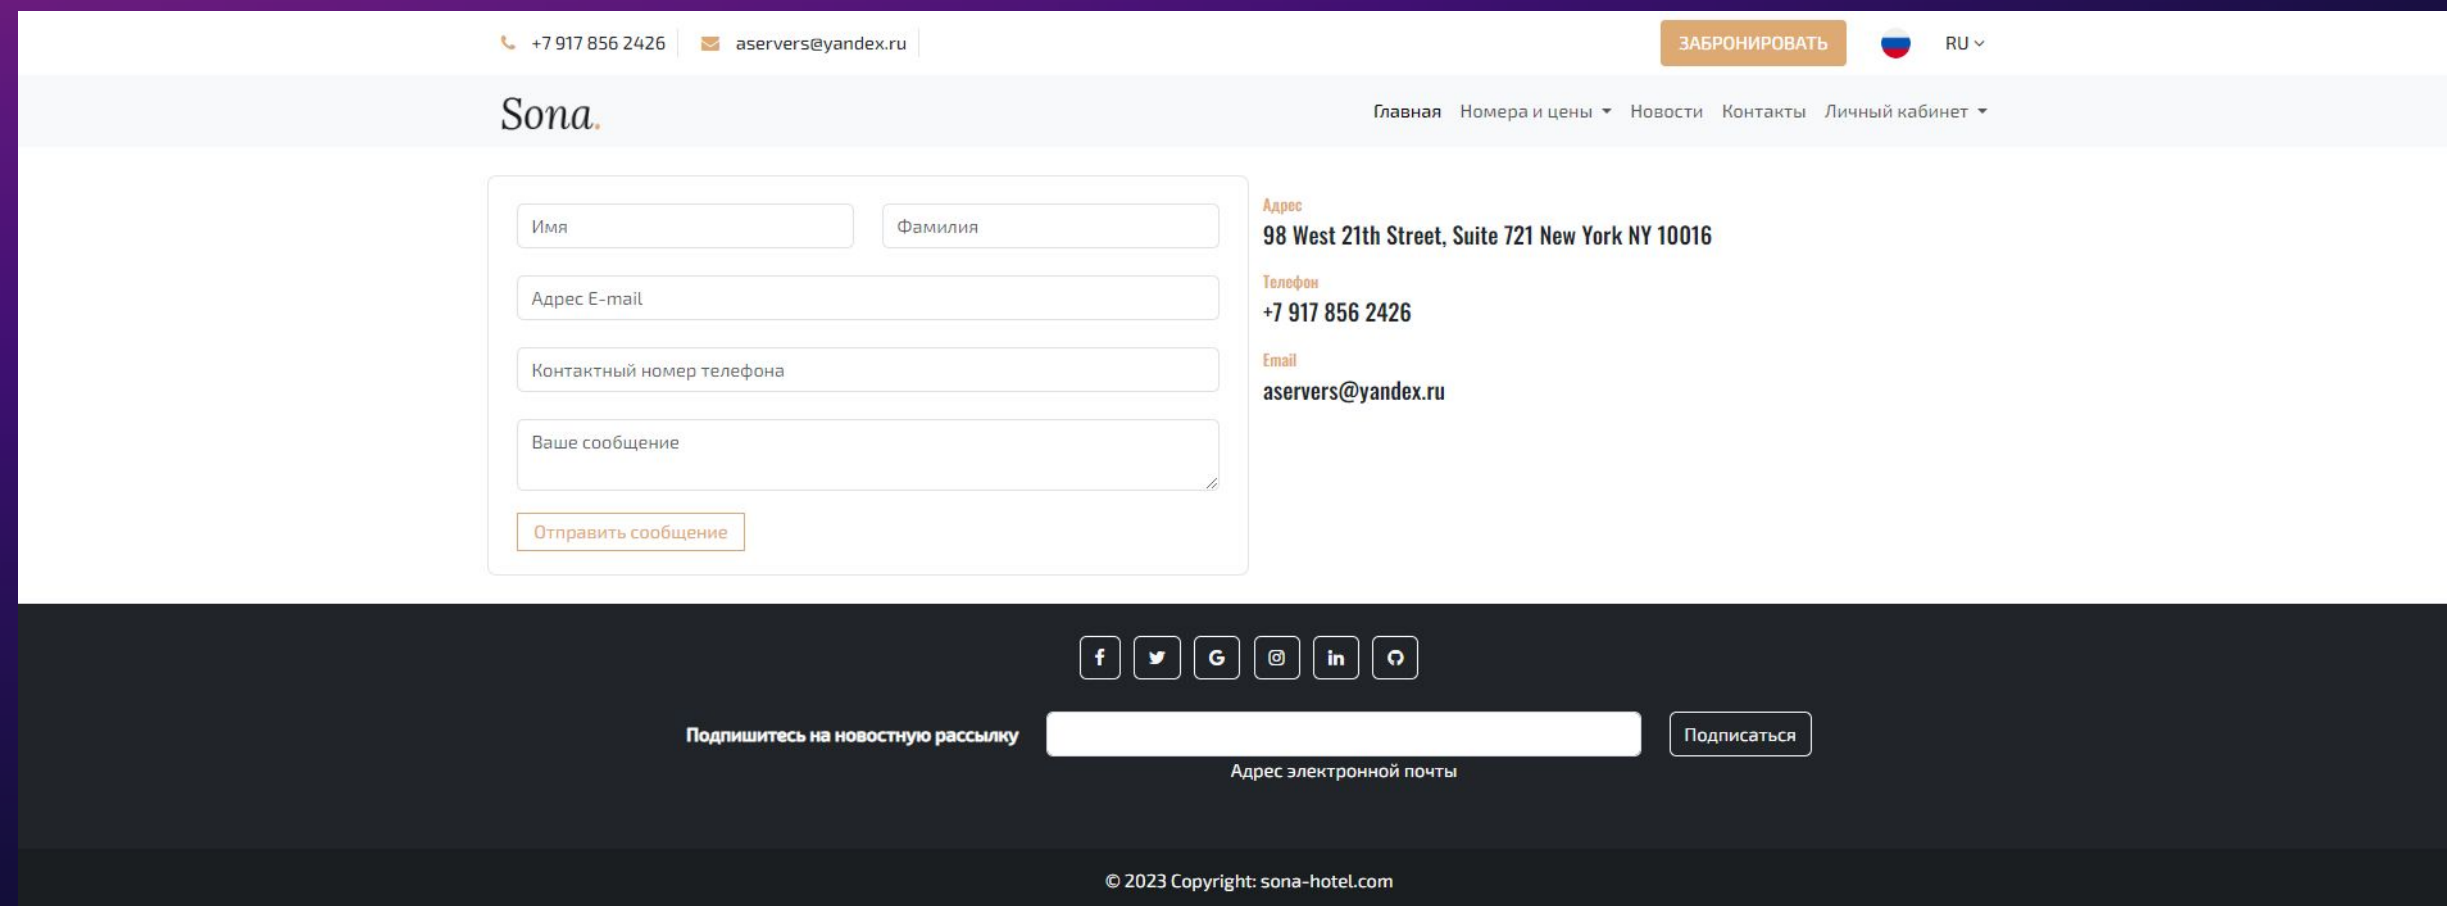 +7 917 856 2426
aservers@yandex.ru
ЗАБРОНИРОВАТЬ
RU
Sona.
Главная Номера и цены Новости Контакты Личный кабинет
Имя
Фамилия
Адрес E-mail
Контактный номер телефона
Ваше сообщение
Отправить сообщение
Адрес
98 West 21th Street, Suite 721 New York NY 10016
Телефон
+7 917 856 2426
Email
aservers@yandex.ru
Подпишитесь на новостную рассылку
Подписаться
Адрес электронной почты
© 2023 Copyright: sona-hotel.com